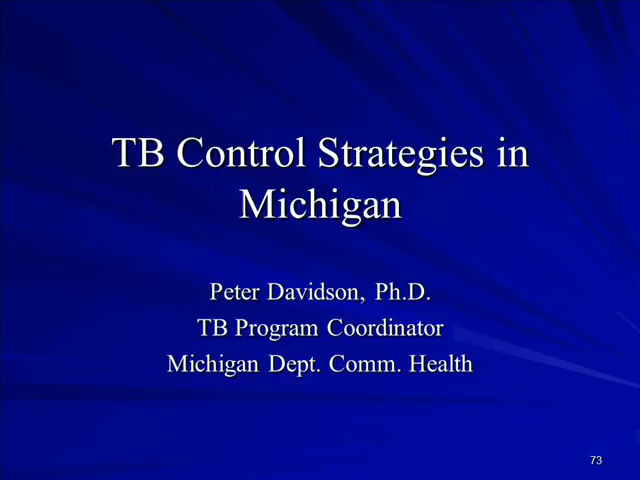 TB Control Strategies in
Michigan
Peter Davidson, Ph.D.
TB Program Coordinator
Michigan Dept. Comm. Health
73